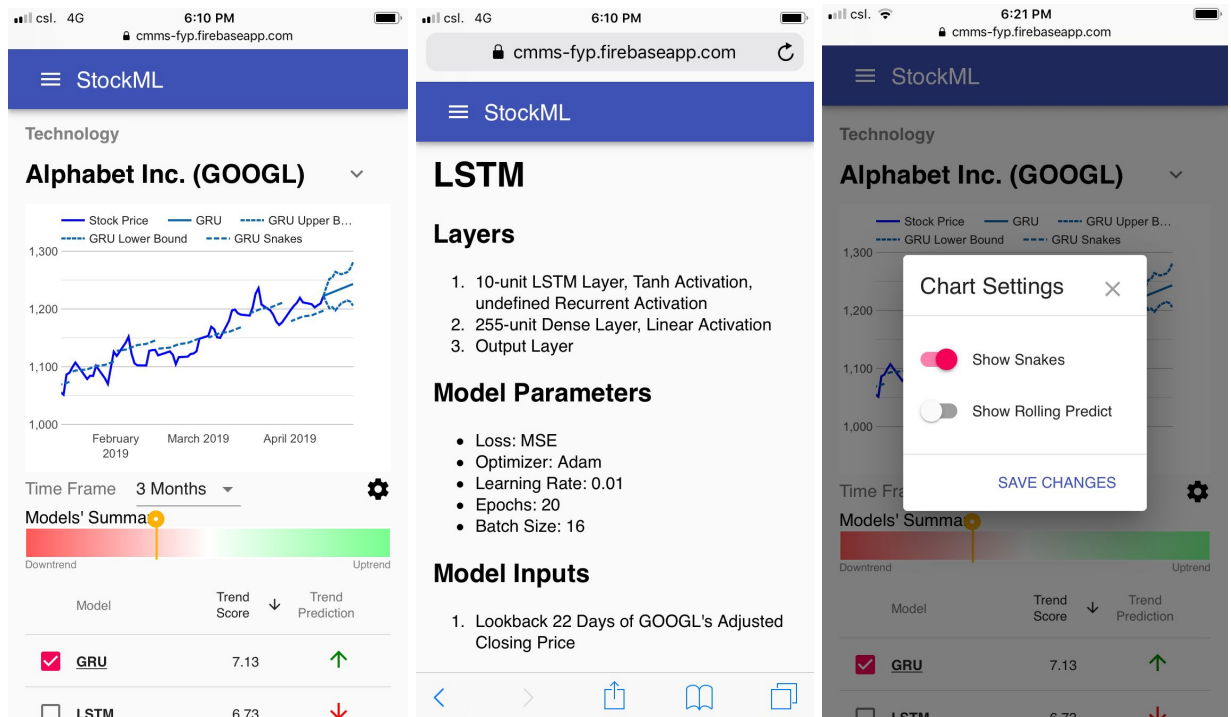 csl. 4G 6:10 PM
cmms-fyp.firebaseapp.com
StockML
Technology
Alphabet Inc. (GOOGL)
Stock Price GRU GRU Upper B...
GRU Lower Bound GRU Snakes
1,300
1,200
1,100
1,000
February 2019 March 2019 April 2019
Time Frame 3 Months
Models' Summa
Downtrend Uptrend
Model Trend Score Trend Prediction
GRU 7.13
LSTM 6.73
csl. 4G 6:10 PM
cmms-fyp.firebaseapp.com
StockML
LSTM
Layers
1. 10-unit LSTM Layer, Tanh Activation,
undefined Recurrent Activation
2. 255-unit Dense Layer, Linear Activation
3. Output Layer
Model Parameters
• Loss: MSE
• Optimizer: Adam
• Learning Rate: 0.01
• Epochs: 20
• Batch Size: 16
Model Inputs
1. Lookback 22 Days of GOOGL's Adjusted
Closing Price
csl. 6:21 PM
cmms-fyp.firebaseapp.com
StockML
Technology
Alphabet Inc. (GOOGL)
Stock Price GRU GRU Upper B...
GRU Lower Bound GRU Snakes
1,300
1,200
1,100
1,000
Chart Settings
Show Snakes
Show Rolling Predict
SAVE CHANGES
Time Fra
Models' Summa
Downtrend Uptrend
Model Trend Score Trend Prediction
GRU 7.13
LSTM 6.73